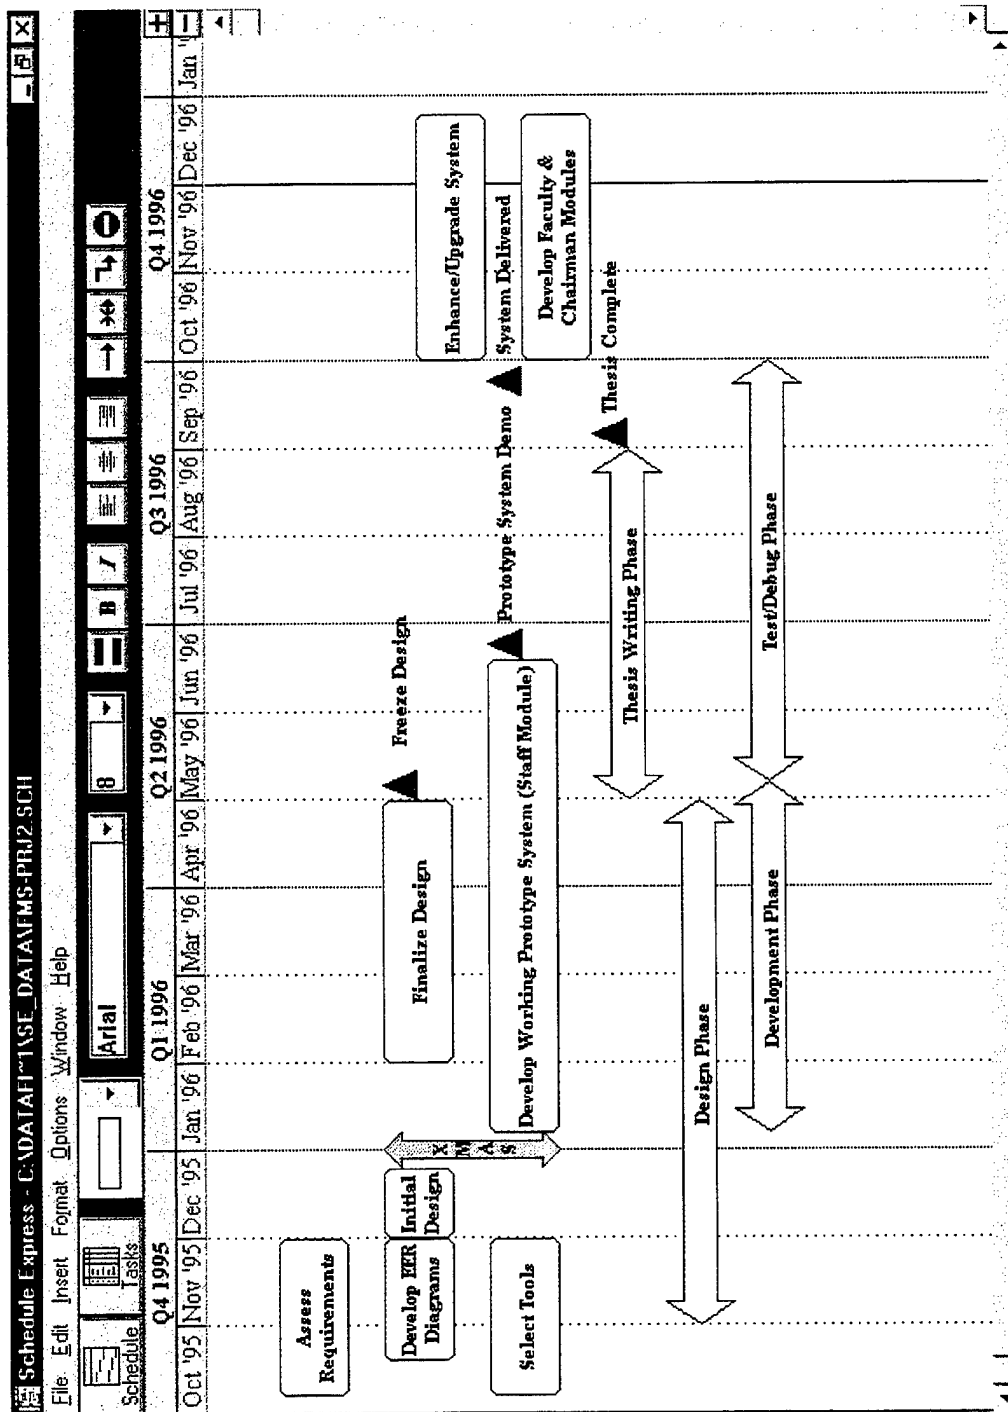 Schedule Express - C:\DATAFI~1\SE_DATA\FMS-PRJ2.SCH
File Edit Insert Format Options Window Help
Schedule
Tasks
Arial
8
B I
Q4 1995 Q1 1996 Q2 1996 Q3 1996 Q4 1996
Oct '95 Nov '95 Dec '95 Jan '96 Feb '96 Mar '96 Apr '96 May '96 Jun '96 Jul '96 Aug '96 Sep '96 Oct '96 Nov '96 Dec '96 Jan '
Assess
Requirements
Develop EER
Diagrams
Initial
Design
XMAS
Finalize Design
Freeze Design
Enhance/Upgrade System
Select Tools
Develop Working Prototype System (Staff Module)
Prototype System Demo
System Delivered
Develop Faculty &
Chairman Modules
Thesis Writing Phase
Thesis Complete
Design Phase
Development Phase
Test/Debug Phase